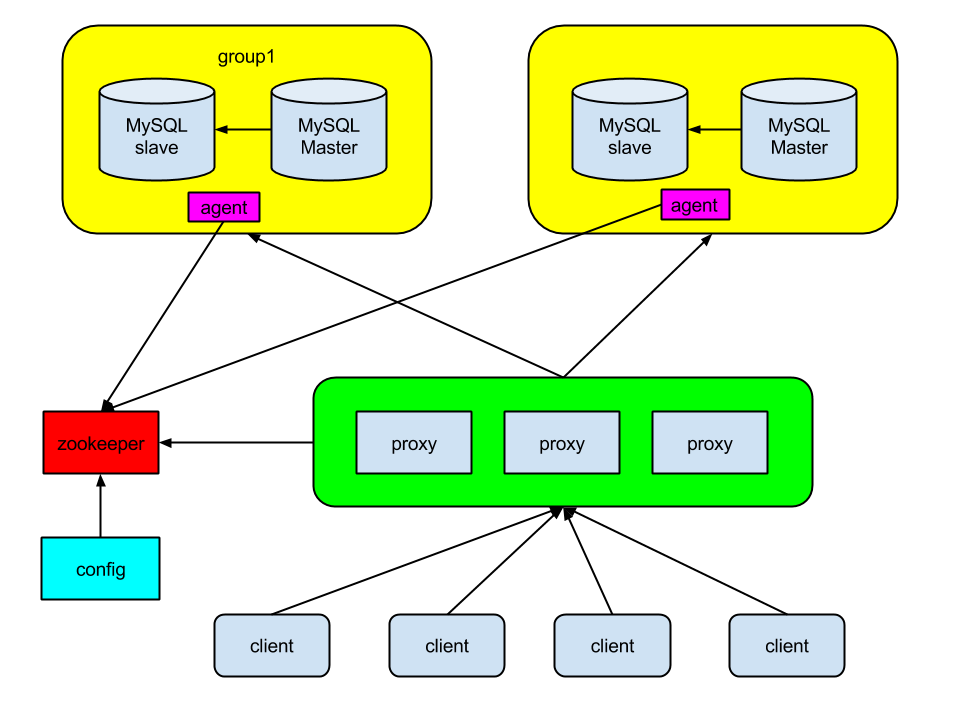 group1
MySQL
slave
MySQL
Master
agent
MySQL
slave
MySQL
Master
agent
zookeeper
proxy
proxy
proxy
config
client
client
client
client